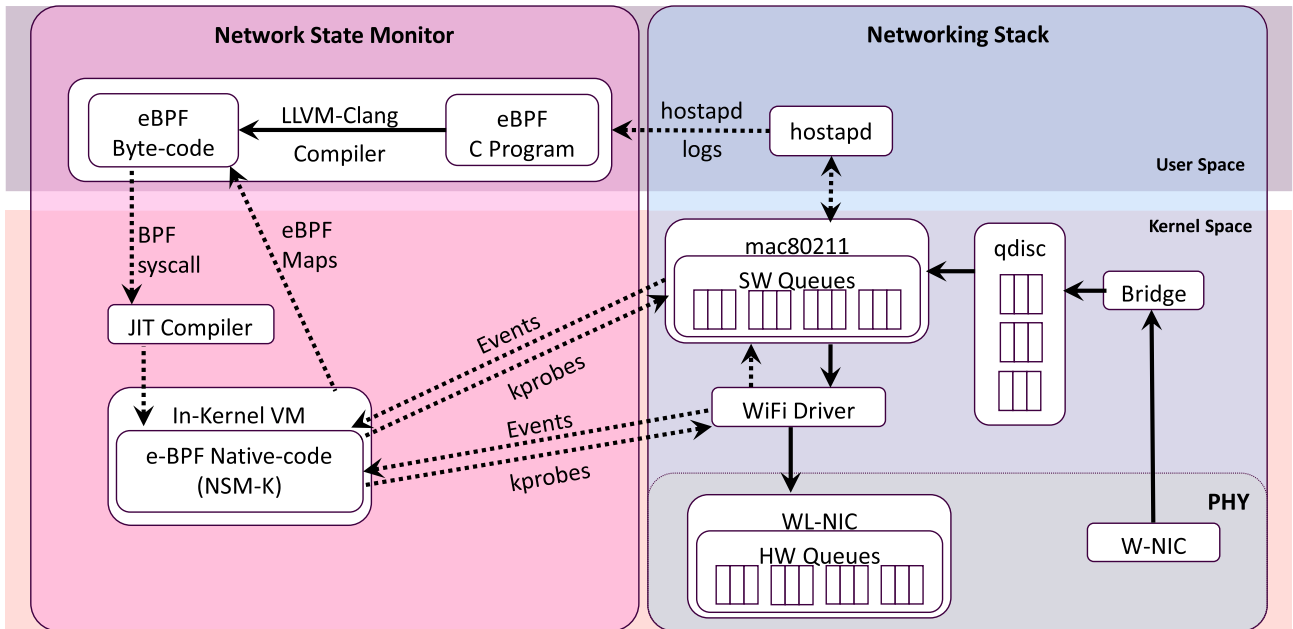 Network State Monitor
Networking Stack
eBPF
Byte-code
LLVM-Clang
Compiler
eBPF
C Program
hostapd
logs
hostapd
User Space
Kernel Space
BPF
syscall
eBPF
Maps
mac80211
SW Queues
qdisc
Bridge
JIT Compiler
Events
kprobes
In-Kernel VM
e-BPF Native-code
(NSM-K)
Events
kprobes
WiFi Driver
PHY
WL-NIC
HW Queues
W-NIC